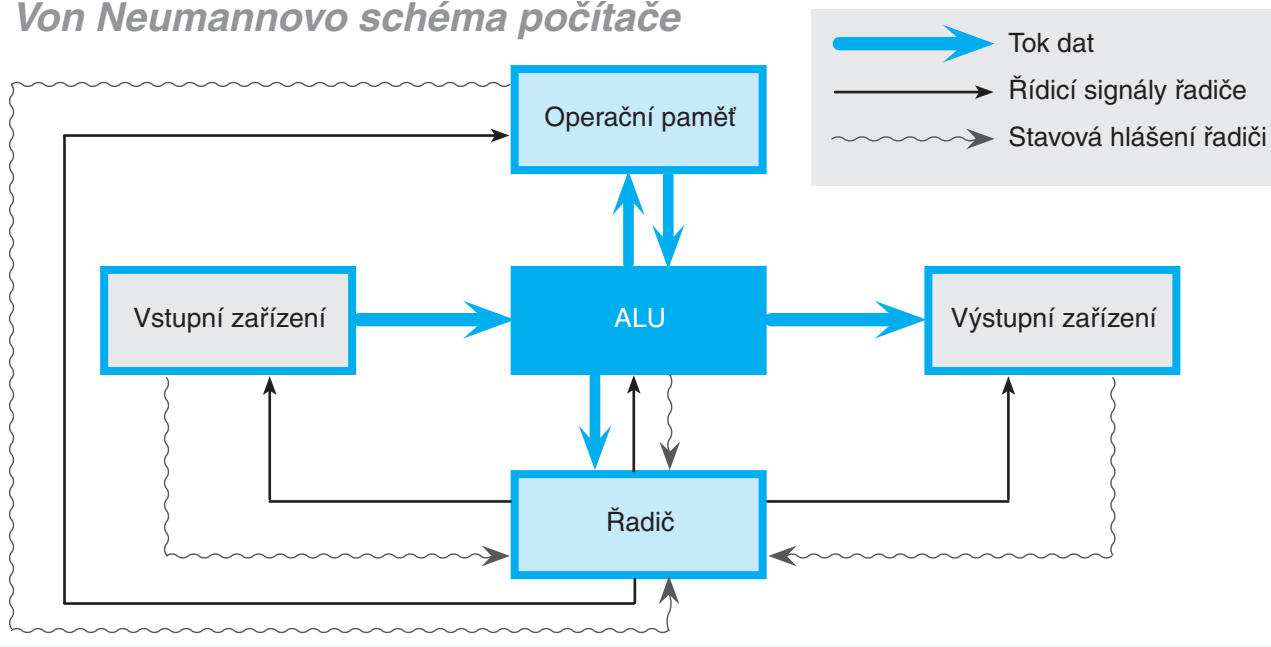 Von Neumannovo schéma počítače
Tok dat
Řídicí signály řadiče
Stavová hlášení řadiči
Operační paměť
Vstupní zařízení
ALU
Výstupní zařízení
Řadič